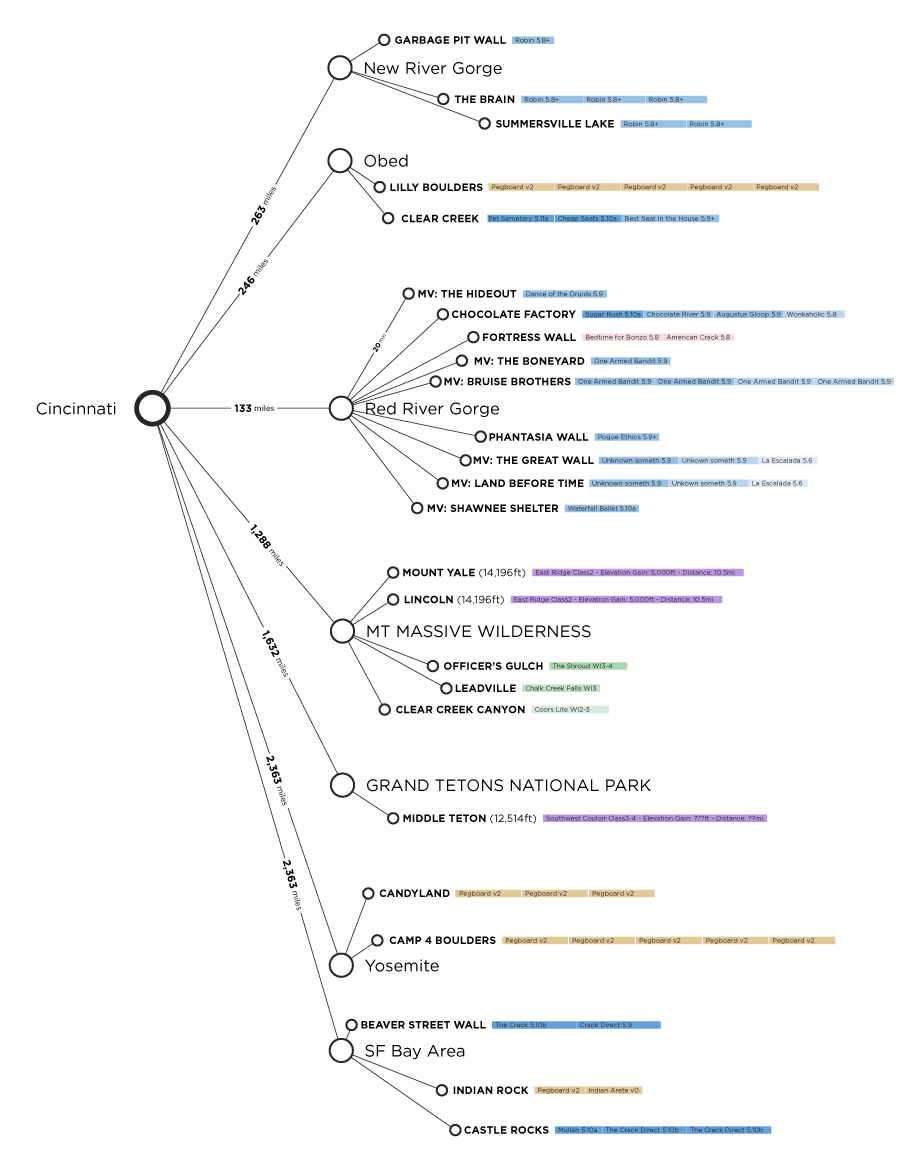 GARBAGE PIT WALL Robin 5.8+
New River Gorge
THE BRAIN Robin 5.8+ Robin 5.8+ Robin 5.8+
SUMMERSVILLE LAKE Robin 5.8+ Robin 5.8+
Obed
LILLY BOULDERS Pegboard v2 Pegboard v2 Pegboard v2 Pegboard v2 Pegboard v2
263 miles
CLEAR CREEK Pet Semetary 5.11a Cheap Seats 5.10a Best Seat in the House 5.9+
246 miles
MV: THE HIDEOUT Dance of the Druids 5.9
CHOCOLATE FACTORY Sugar Rush 5.10a Chocolate River 5.9 Augustus Gloop 5.9 Wonkaholic 5.8
20 min
FORTRESS WALL Bedtime for Bonzo 5.8 American Crack 5.8
MV: THE BONEYARD One Armed Bandit 5.9
MV: BRUISE BROTHERS One Armed Bandit 5.9 One Armed Bandit 5.9 One Armed Bandit 5.9 One Armed Bandit 5.9
Cincinnati
133 miles
Red River Gorge
PHANTASIA WALL Pogue Ethics 5.9+
MV: THE GREAT WALL Unknown someth 5.9 Unkown someth 5.9 La Escalada 5.6
MV: LAND BEFORE TIME Unknown someth 5.9 Unkown someth 5.9 La Escalada 5.6
MV: SHAWNEE SHELTER Waterfall Ballet 5.10a
1,288 miles
MOUNT YALE (14,196ft) East Ridge Class2 - Elevation Gain: 5,000ft - Distance: 10.5mi
LINCOLN (14,196ft) East Ridge Class2 - Elevation Gain: 5,000ft - Distance: 10.5mi
MT MASSIVE WILDERNESS
1,632 miles
OFFICER'S GULCH The Shroud WI3-4
LEADVILLE Chalk Creek Falls WI3
CLEAR CREEK CANYON Coors Lite WI2-3
2,363 miles
GRAND TETONS NATIONAL PARK
MIDDLE TETON (12,514ft) Southwest Couloir Class3-4 - Elevation Gain: ???ft - Distance: ??mi
2,363 miles
CANDYLAND Pegboard v2 Pegboard v2 Pegboard v2
CAMP 4 BOULDERS Pegboard v2 Pegboard v2 Pegboard v2 Pegboard v2 Pegboard v2
Yosemite
BEAVER STREET WALL The Crack 5.10b Crack Direct 5.9
SF Bay Area
INDIAN ROCK Pegboard v2 Indian Arete v0
CASTLE ROCKS Mullah 5.10a The Crack Direct 5.10b The Crack Direct 5.10b